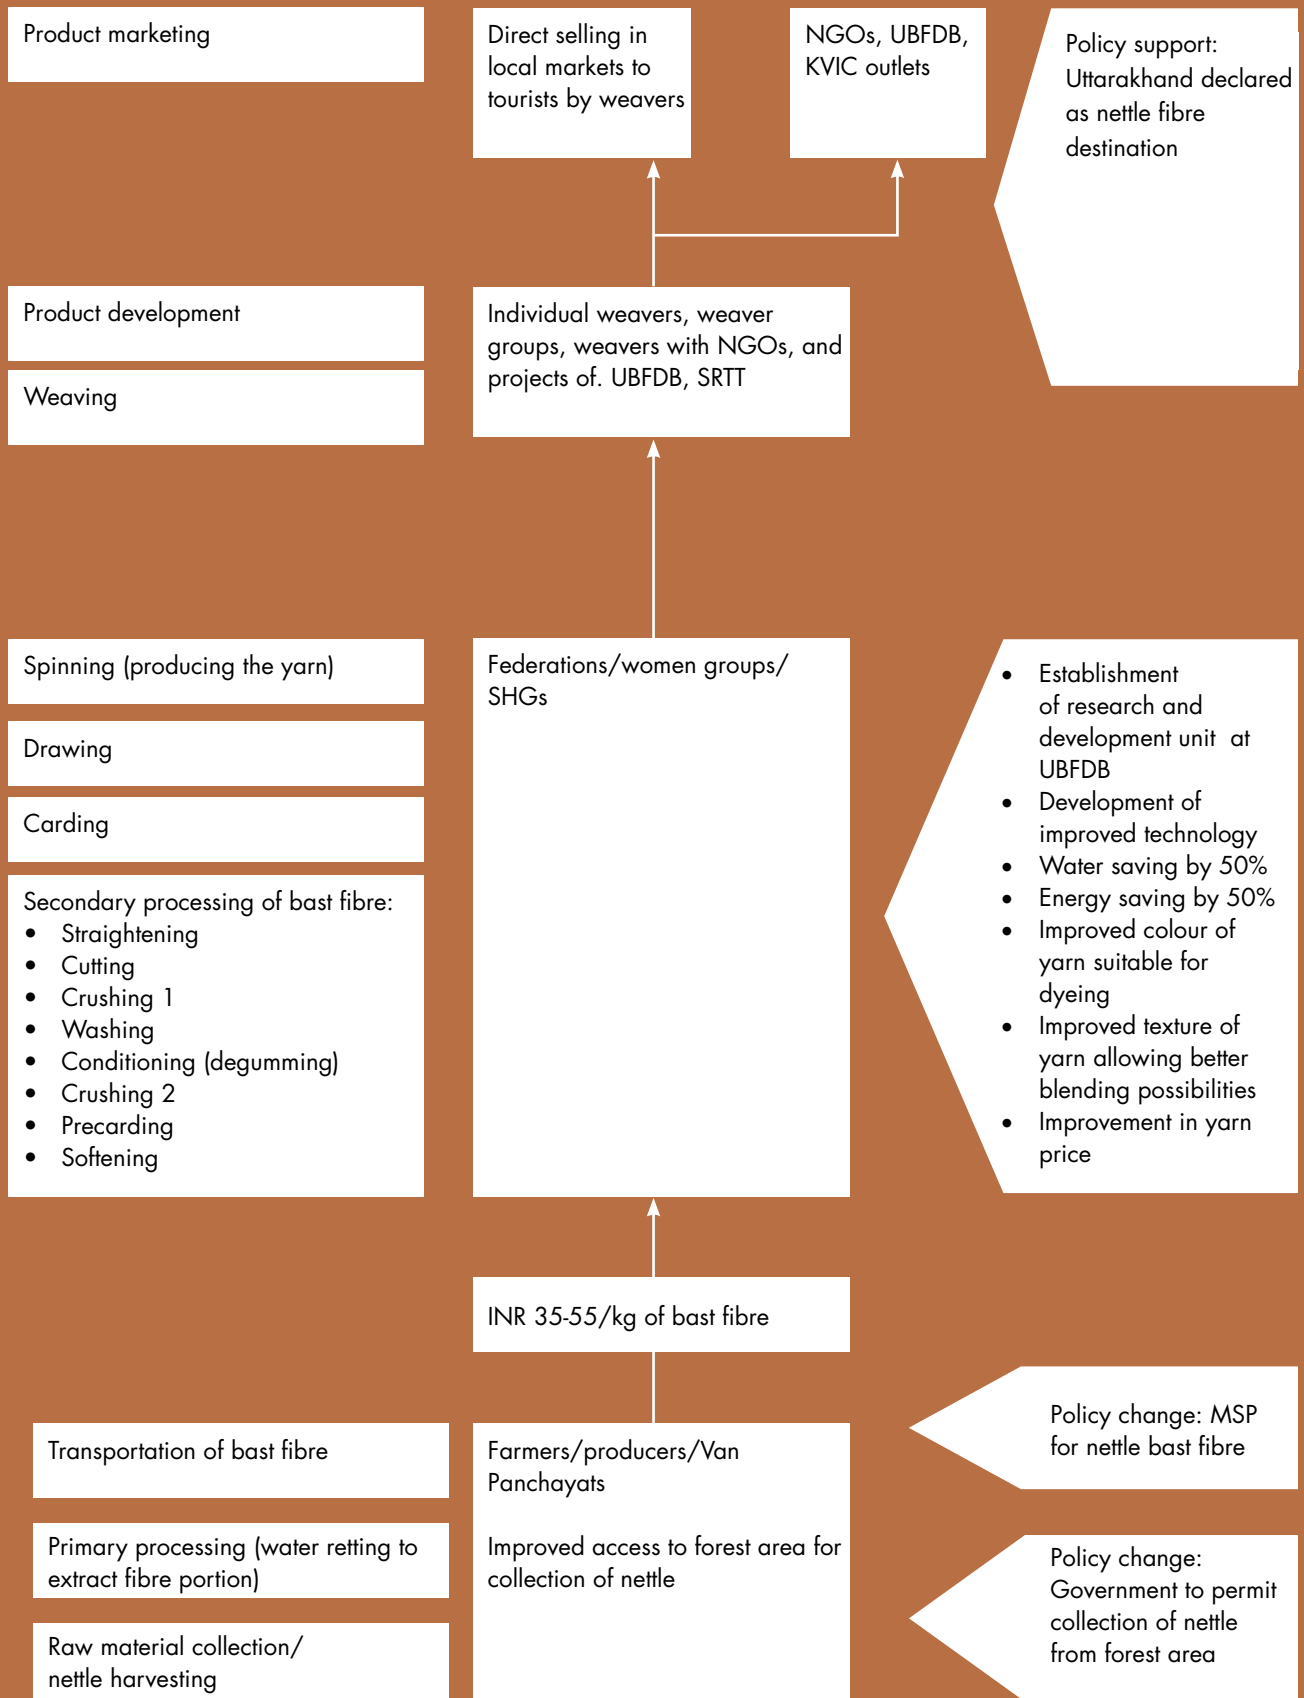 Product marketing
Direct selling in
local markets to
tourists by weavers
NGOs, UBFDB,
KVIC outlets
Policy support:
Uttarakhand declared
as nettle fibre
destination
Product development
Weaving
Individual weavers, weaver
groups, weavers with NGOs, and
projects of. UBFDB, SRTT
Spinning (producing the yarn)
Drawing
Carding
Secondary processing of bast fibre:
• Straightening
• Cutting
• Crushing 1
• Washing
• Conditioning (degumming)
• Crushing 2
• Precarding
• Softening
Federations/women groups/
SHGs
• Establishment
of research and
development unit at
UBFDB
• Development of
improved technology
• Water saving by 50%
• Energy saving by 50%
• Improved colour of
yarn suitable for
dyeing
• Improved texture of
yarn allowing better
blending possibilities
• Improvement in yarn
price
INR 35-55/kg of bast fibre
Transportation of bast fibre
Primary processing (water retting to
extract fibre portion)
Raw material collection/
nettle harvesting
Farmers/producers/Van
Panchayats
Improved access to forest area for
collection of nettle
Policy change: MSP
for nettle bast fibre
Policy change:
Government to permit
collection of nettle
from forest area